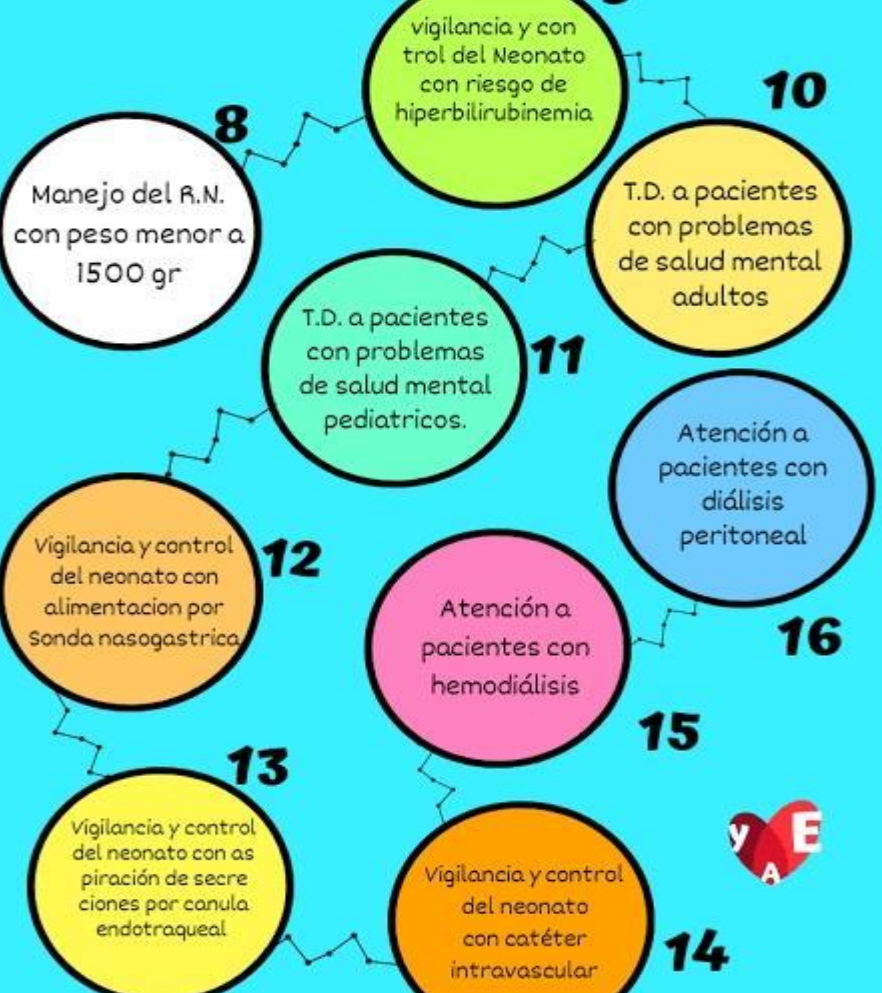 vigilancia y con
trol del Neonato
con riesgo de
hiperbilirubinemia
8
Manejo del R.N.
con peso menor a
1500 gr
10
T.D. a pacientes
con problemas
de salud mental
adultos
11
T.D. a pacientes
con problemas
de salud mental
pediatricos.
12
Vigilancia y control
del neonato con
alimentacion por
Sonda nasogastrica
13
Vigilancia y control
del neonato con as
piración de secre
ciones por canula
endotraqueal
14
Vigilancia y control
del neonato
con catéter
intravascular
15
Atención a
pacientes con
hemodiálisis
16
Atención a
pacientes con
diálisis
peritoneal
y E
A